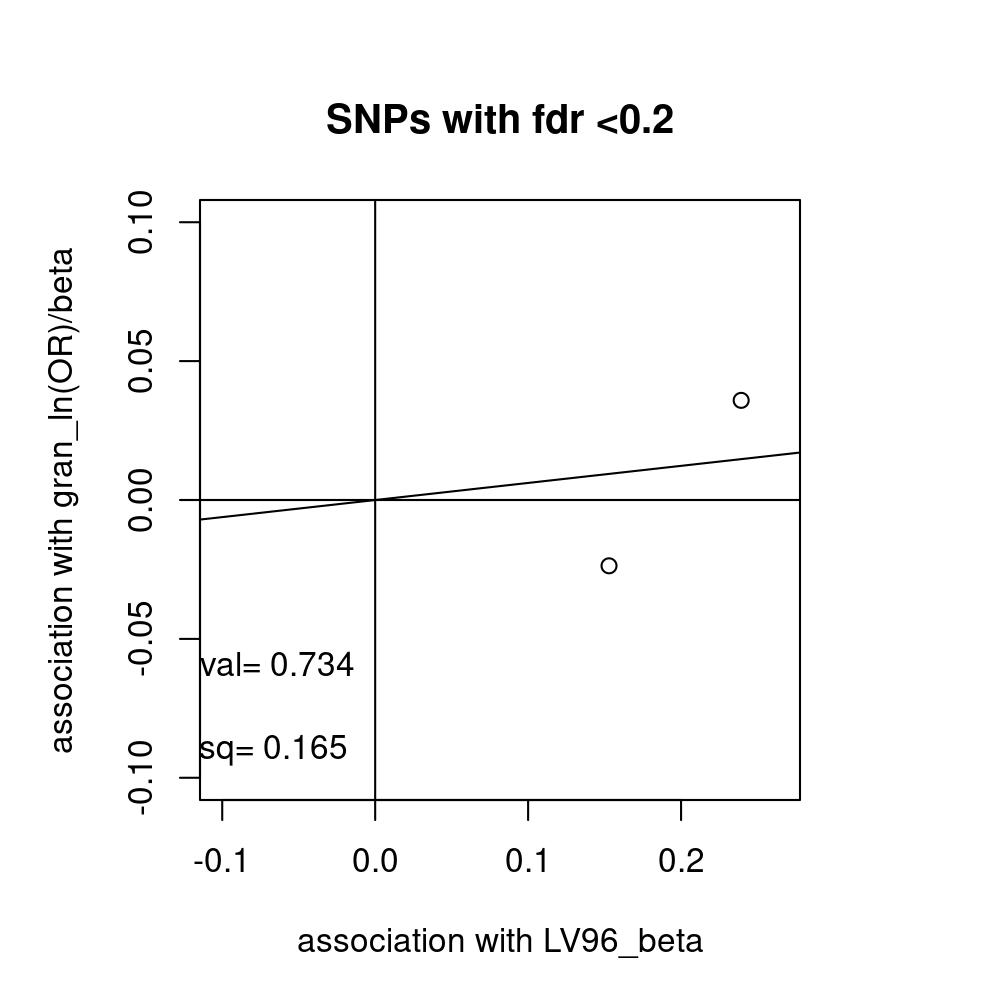 SNPs with fdr <0.2
association with gran_ln(OR)/beta
0.10
0.05
0.00
-0.05
-0.10
val= 0.734
sq= 0.165
-0.1 0.0 0.1 0.2
association with LV96_beta